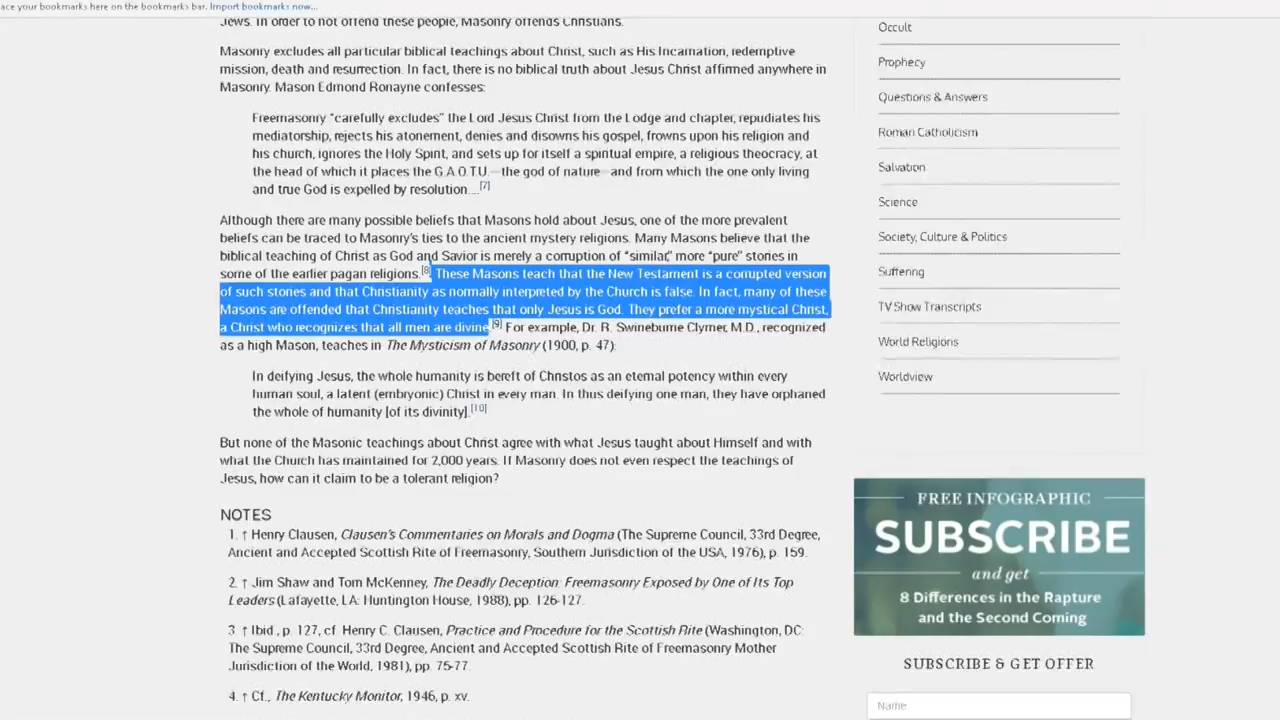 ace your bookmarks here on the bookmarks bar. Import bookmarks now...
Jews. In order to not offend these people, Masonry offends Christians.
Masonry excludes all particular biblical teachings about Christ, such as His Incarnation, redemptive
mission, death and resurrection. In fact, there is no biblical truth about Jesus Christ affirmed anywhere in
Masonry. Mason Edmond Ronayne confesses:
Freemasonry “carefully excludes” the Lord Jesus Christ from the Lodge and chapter, repudiates his
mediatorship, rejects his atonement, denies and disowns his gospel, frowns upon his religion and
his church, ignores the Holy Spirit, and sets up for itself a spiritual empire, a religious theocracy, at
the head of which it places the G.A.O.T.U.—the god of nature—and from which the one only living
and true God is expelled by resolution....[7]
Although there are many possible beliefs that Masons hold about Jesus, one of the more prevalent
beliefs can be traced to Masonry’s ties to the ancient mystery religions. Many Masons believe that the
biblical teaching of Christ as God and Savior is merely a corruption of “similar,” more “pure” stories in
some of the earlier pagan religions.[8] These Masons teach that the New Testament is a corrupted version
of such stories and that Christianity as normally interpreted by the Church is false. In fact, many of these
Masons are offended that Christianity teaches that only Jesus is God. They prefer a more mystical Christ,
a Christ who recognizes that all men are divine.[9] For example, Dr. R. Swineburne Clymer, M.D., recognized
as a high Mason, teaches in The Mysticism of Masonry (1900, p. 47):
In deifying Jesus, the whole humanity is bereft of Christos as an eternal potency within every
human soul, a latent (embryonic) Christ in every man. In thus deifying one man, they have orphaned
the whole of humanity [of its divinity].[10]
But none of the Masonic teachings about Christ agree with what Jesus taught about Himself and with
what the Church has maintained for 2,000 years. If Masonry does not even respect the teachings of
Jesus, how can it claim to be a tolerant religion?
NOTES
1. ↑ Henry Clausen, Clausen’s Commentaries on Morals and Dogma (The Supreme Council, 33rd Degree,
Ancient and Accepted Scottish Rite of Freemasonry, Southern Jurisdiction of the USA, 1976), p. 159.
2. ↑ Jim Shaw and Tom McKenney, The Deadly Deception: Freemasonry Exposed by One of Its Top
Leaders (Lafayette, LA: Huntington House, 1988), pp. 126-127.
3. ↑ Ibid., p. 127, cf. Henry C. Clausen, Practice and Procedure for the Scottish Rite (Washington, DC:
The Supreme Council, 33rd Degree, Ancient and Accepted Scottish Rite of Freemasonry Mother
Jurisdiction of the World, 1981), pp. 75-77.
4. ↑ Cf., The Kentucky Monitor, 1946, p. xv.
Occult
Prophecy
Questions & Answers
Roman Catholicism
Salvation
Science
Society, Culture & Politics
Suffering
TV Show Transcripts
World Religions
Worldview
FREE INFOGRAPHIC
SUBSCRIBE
and get
8 Differences in the Rapture
and the Second Coming
SUBSCRIBE & GET OFFER
Name